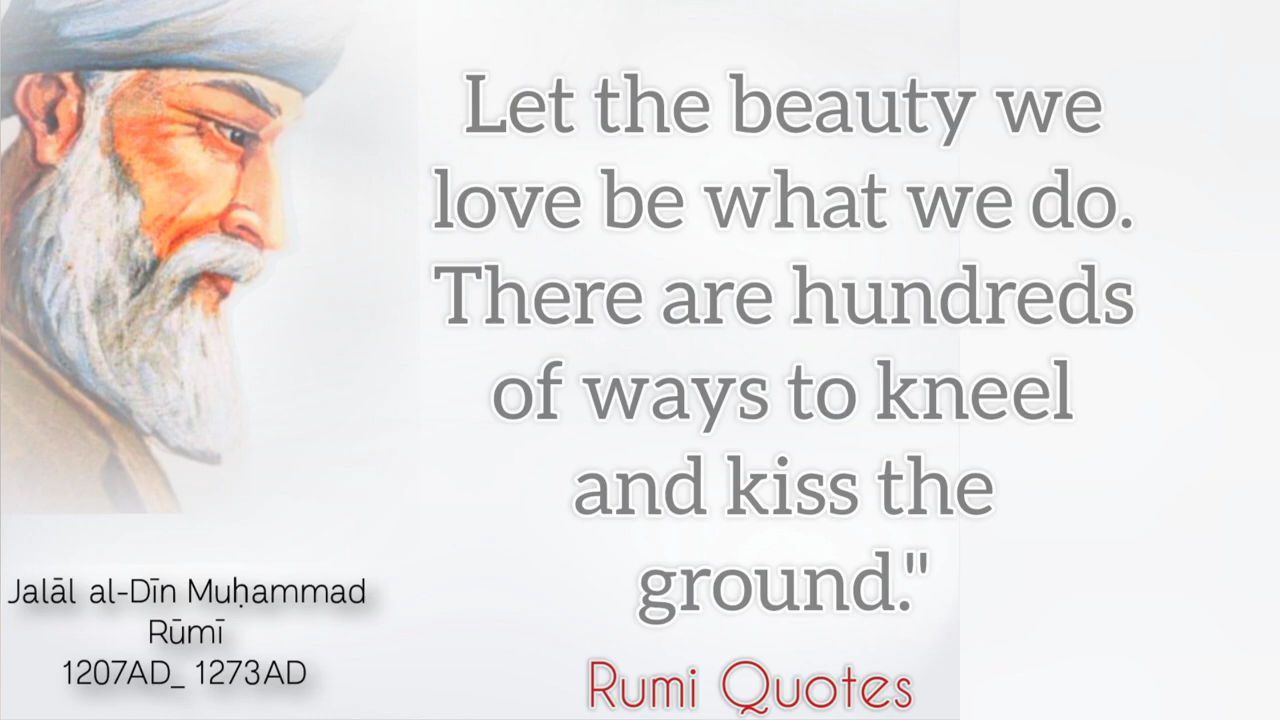 Let the beauty we
love be what we do.
There are hundreds
of ways to kneel
and kiss the
ground."
Rumi Quotes
Jalāl al-Dīn Muḥammad
Rūmī
1207AD_ 1273AD